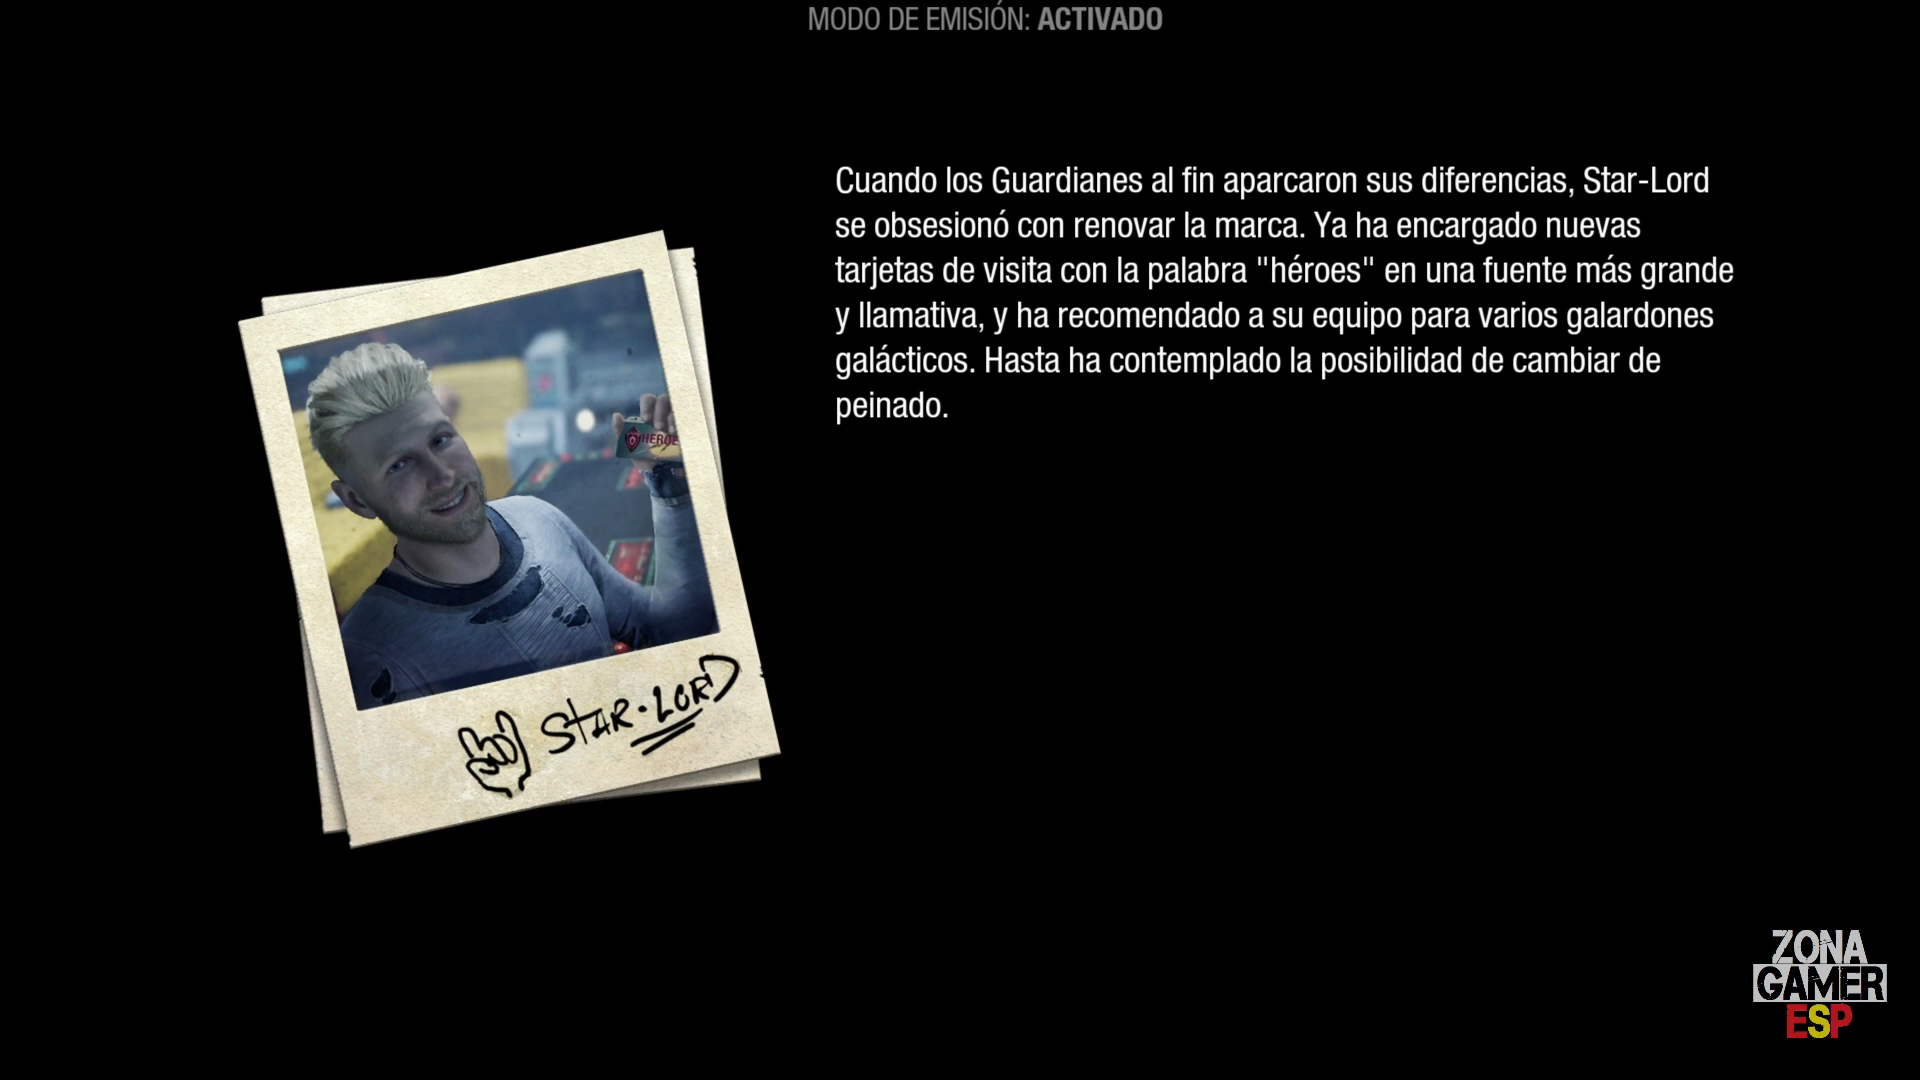 MODO DE EMISIÓN: ACTIVADO
Cuando los Guardianes al fin aparcaron sus diferencias, Star-Lord
se obsesionó con renovar la marca. Ya ha encargado nuevas
tarjetas de visita con la palabra "héroes" en una fuente más grande
y llamativa, y ha recomendado a su equipo para varios galardones
galácticos. Hasta ha contemplado la posibilidad de cambiar de
peinado.
HEROE
STAR-LORD
ZONA
GAMER
ESP